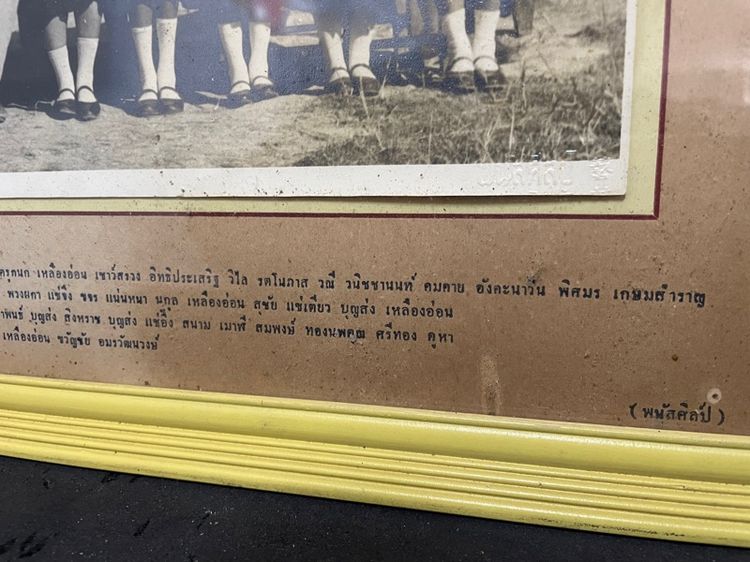 เหลืองอ่อน เชาว์สรวง อิทธิประเสริฐ วิไล รตโนภาส วณี วนิชชานนท์ คมคาย อังคะนาวิน พิศมร เกษมสำราญ
พวงผกา แซ่ซิ้ง ขจร แน่นหนา นกูล เหลืองอ่อน สุชัย แซ่เตี่ยว บุญส่ง เหลืองอ่อน
บุญส่ง สิงหราช บุญส่ง แซ่อึ้ง สนาม เมาฬี สมพงษ์ ทองนพคุณ ศรีทอง คูหา
เหลืองอ่อน ขวัญชัย อมรวัฒนวงษ์
(พนัสศิลป์)